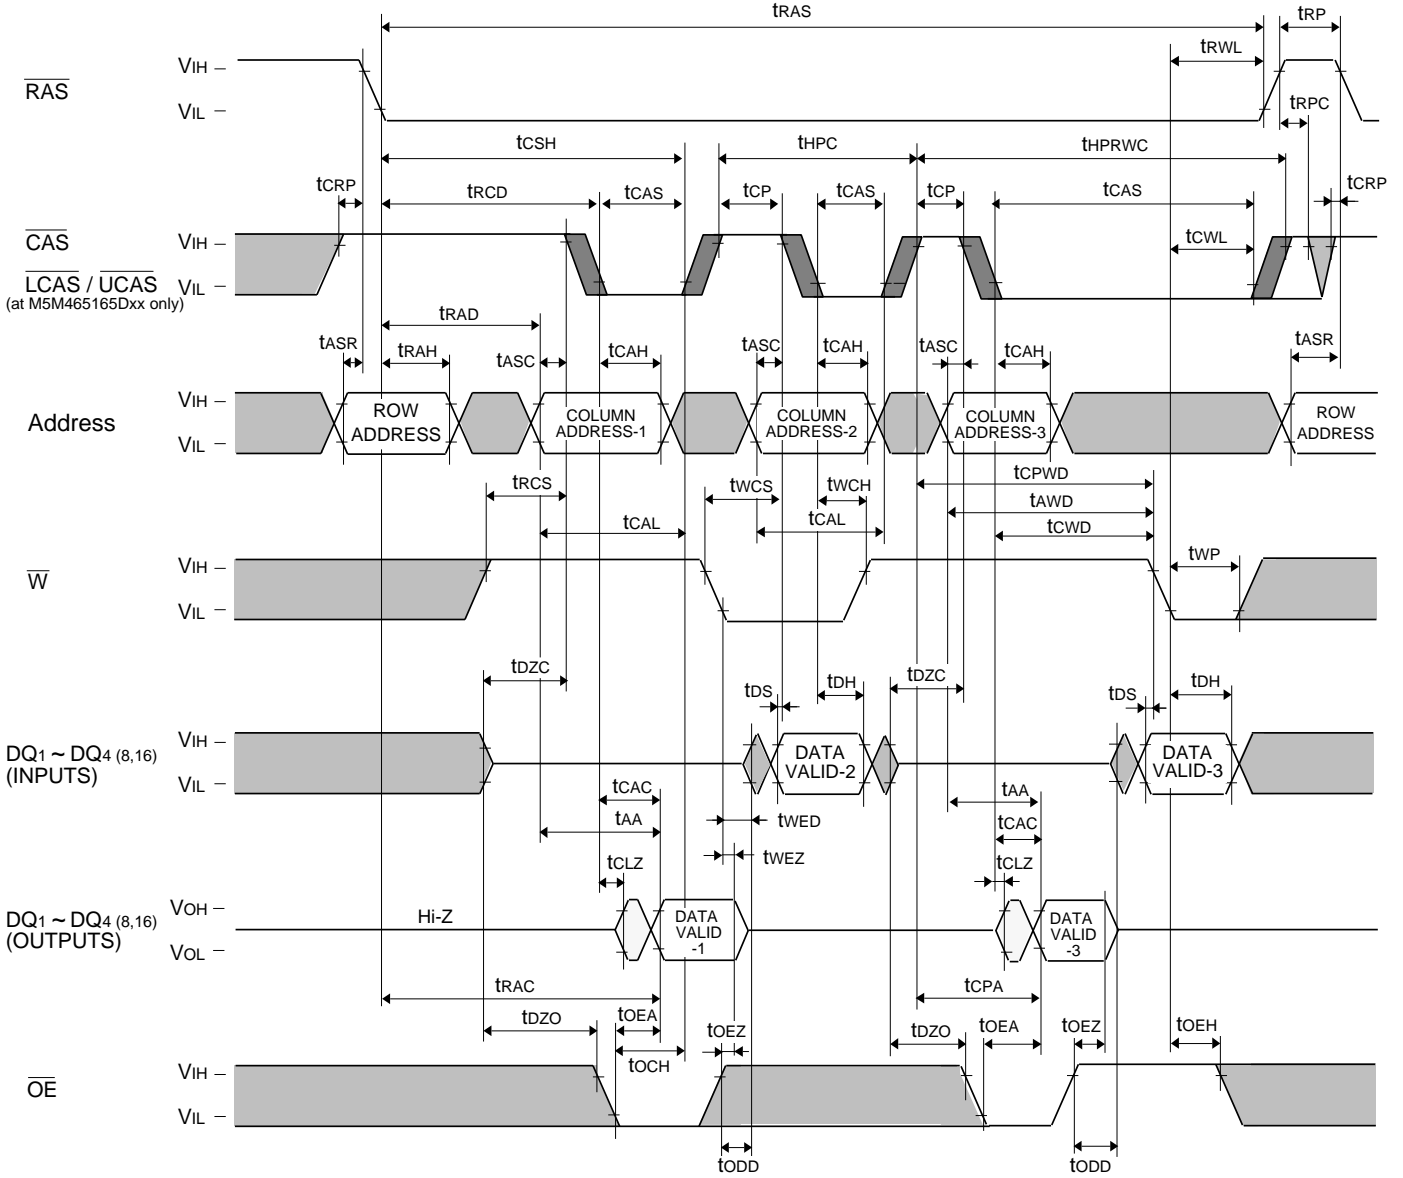 tRAS
tRP
tRWL
RAS
VIH
VIL
tRPC
tCSH
tHPC
tHPRWC
tCRP
tRCD
tCAS
tCP
tCAS
tCP
tCAS
tCRP
CAS
VIH
tCWL
LCAS / UCAS
VIL
(at M5M465165Dxx only)
tRAD
tASR
tRAH
tASC
tCAH
tASC
tCAH
tASC
tCAH
tASR
Address
VIH
VIL
ROW
ADDRESS
COLUMN
ADDRESS-1
COLUMN
ADDRESS-2
COLUMN
ADDRESS-3
ROW
ADDRESS
tRCS
tWCS
tWCH
tCPWD
tCAL
tCAL
tAWD
tCWD
W
VIH
VIL
tWP
tDZC
tDS
tDH
tDZC
tDS
tDH
DQ1 ~ DQ4 (8,16)
(INPUTS)
VIH
VIL
DATA
VALID-2
DATA
VALID-3
tCAC
tAA
tAA
tWED
tCAC
tWEZ
tCLZ
tCLZ
DQ1 ~ DQ4 (8,16)
(OUTPUTS)
VOH
VOL
Hi-Z
DATA
VALID
-1
DATA
VALID
-3
tRAC
tCPA
tDZO
tOEA
tOEZ
tDZO
tOEA
tOEZ
tOEH
tOCH
OE
VIH
VIL
tODD
tODD